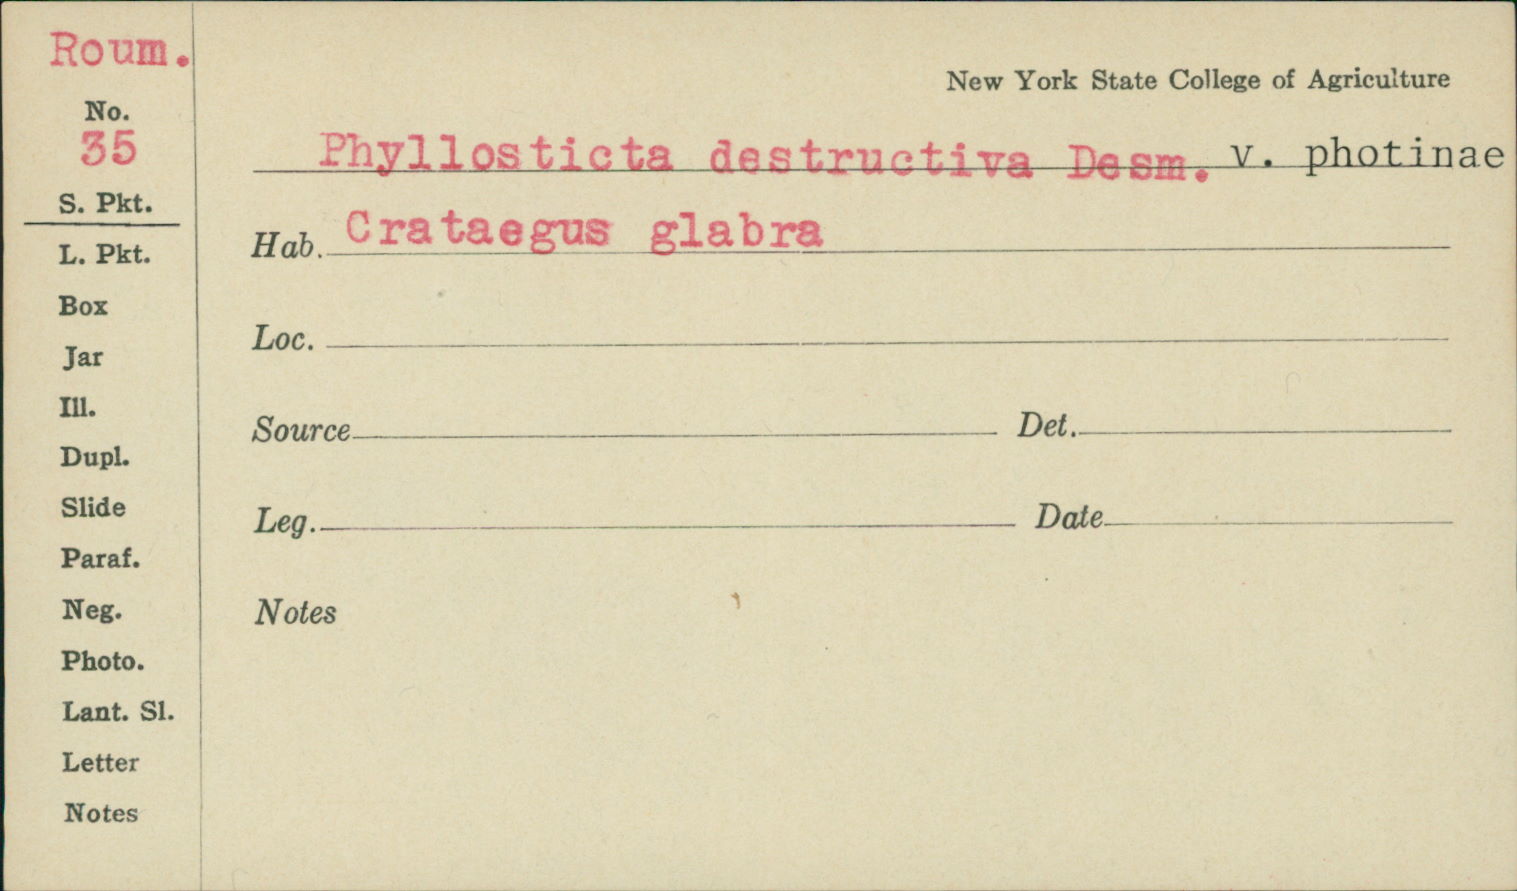 Roum.
No.
35
S. Pkt.
L. Pkt.
Box
Jar
Ill.
Dupl.
Slide
Paraf.
Neg.
Photo.
Lant. Sl.
Letter
Notes
New York State College of Agriculture
Phyllosticta destructiva Desm. v. photinae
Hab. Crataegus glabra
Loc.
Source Det.
Leg. Date
Notes